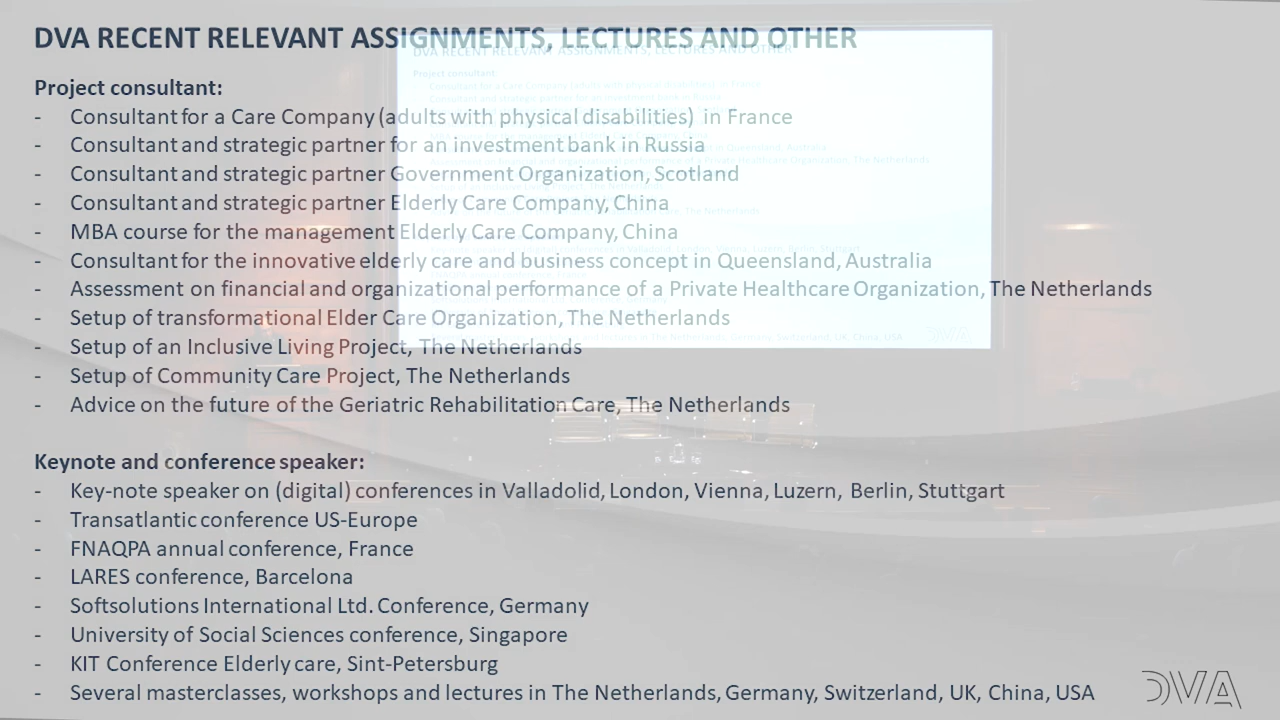 DVA RECENT RELEVANT ASSIGNMENTS, LECTURES AND OTHER
Project consultant:
- Consultant for a Care Company (adults with physical disabilities) in France
- Consultant and strategic partner for an investment bank in Russia
- Consultant and strategic partner Government Organization, Scotland
- Consultant and strategic partner Elderly Care Company, China
- MBA course for the management Elderly Care Company, China
- Consultant for the innovative elderly care and business concept in Queensland, Australia
- Assessment on financial and organizational performance of a Private Healthcare Organization, The Netherlands
- Setup of transformational Elder Care Organization, The Netherlands
- Setup of an Inclusive Living Project, The Netherlands
- Setup of Community Care Project, The Netherlands
- Advice on the future of the Geriatric Rehabilitation Care, The Netherlands
Keynote and conference speaker:
- Key-note speaker on (digital) conferences in Valladolid, London, Vienna, Luzern, Berlin, Stuttgart
- Transatlantic conference US-Europe
- FNAQPA annual conference, France
- LARES conference, Barcelona
- Softsolutions International Ltd. Conference, Germany
- University of Social Sciences conference, Singapore
- KIT Conference Elderly care, Sint-Petersburg
- Several masterclasses, workshops and lectures in The Netherlands, Germany, Switzerland, UK, China, USA
DVA